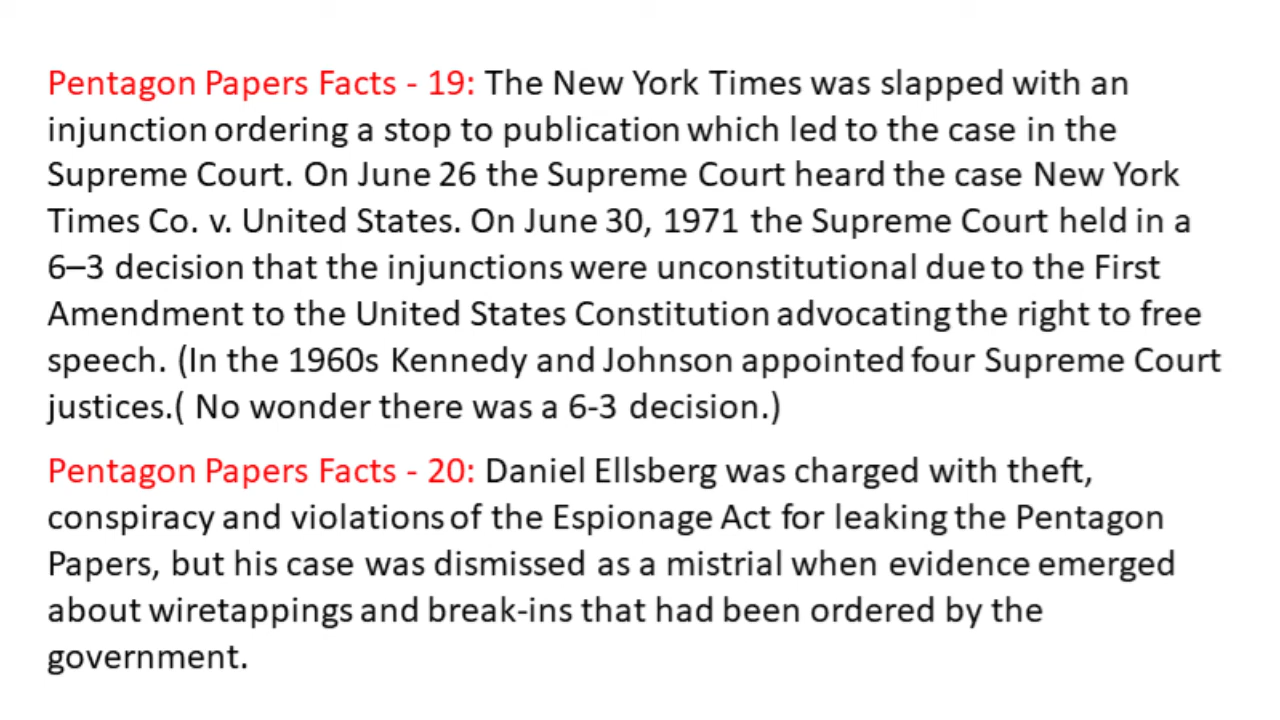 Pentagon Papers Facts - 19: The New York Times was slapped with an
injunction ordering a stop to publication which led to the case in the
Supreme Court. On June 26 the Supreme Court heard the case New York
Times Co. v. United States. On June 30, 1971 the Supreme Court held in a
6–3 decision that the injunctions were unconstitutional due to the First
Amendment to the United States Constitution advocating the right to free
speech. (In the 1960s Kennedy and Johnson appointed four Supreme Court
justices.( No wonder there was a 6-3 decision.)
Pentagon Papers Facts - 20: Daniel Ellsberg was charged with theft,
conspiracy and violations of the Espionage Act for leaking the Pentagon
Papers, but his case was dismissed as a mistrial when evidence emerged
about wiretappings and break-ins that had been ordered by the
government.